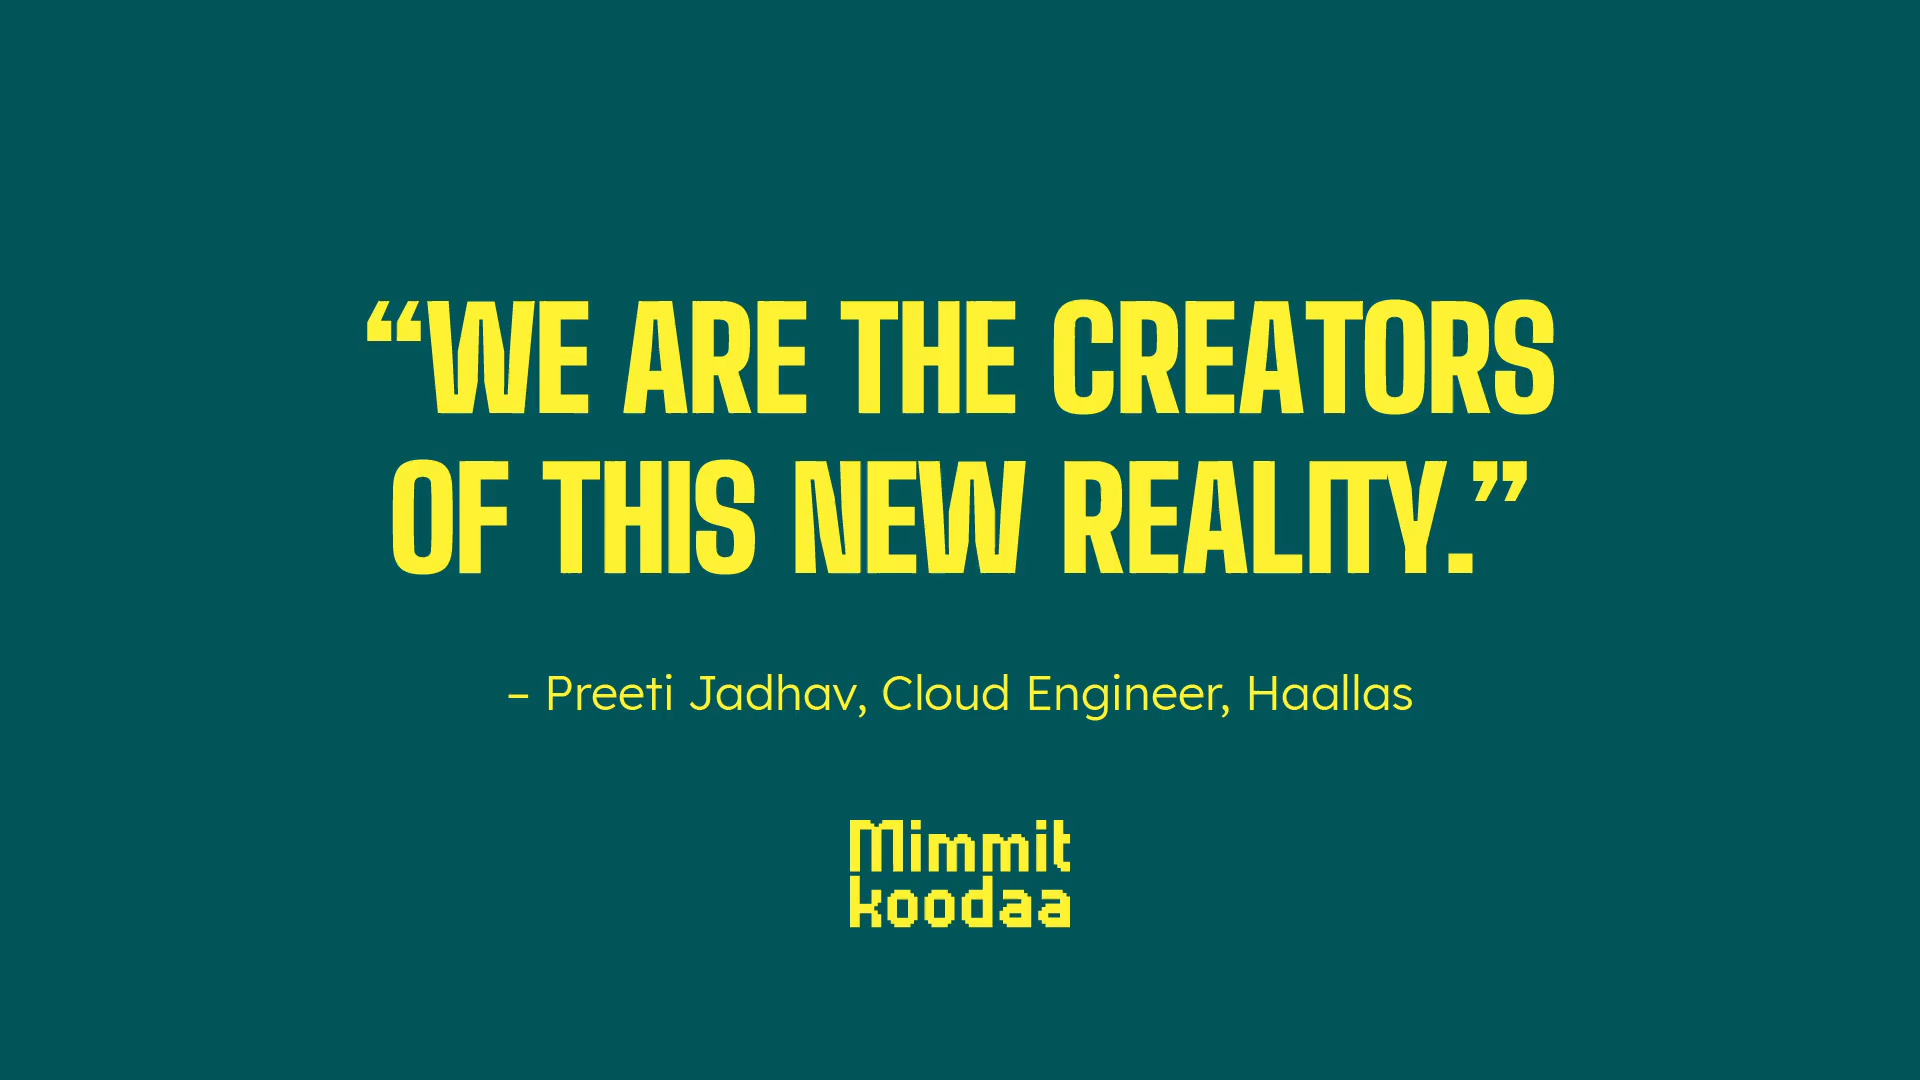 “WE ARE THE CREATORS
OF THIS NEW REALITY.”
– Preeti Jadhav, Cloud Engineer, Haallas
Mimmit
koodaa